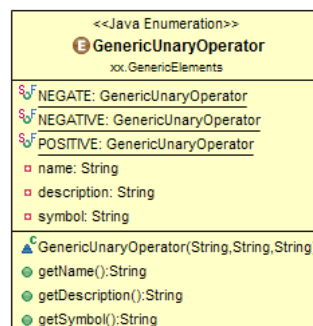 <<Java Enumeration>>
E GenericUnaryOperator
xx.GenericElements
S F NEGATE: GenericUnaryOperator
S F NEGATIVE: GenericUnaryOperator
S F POSITIVE: GenericUnaryOperator
name: String
description: String
symbol: String
C GenericUnaryOperator(String,String,String
getName():String
getDescription():String
getSymbol():String